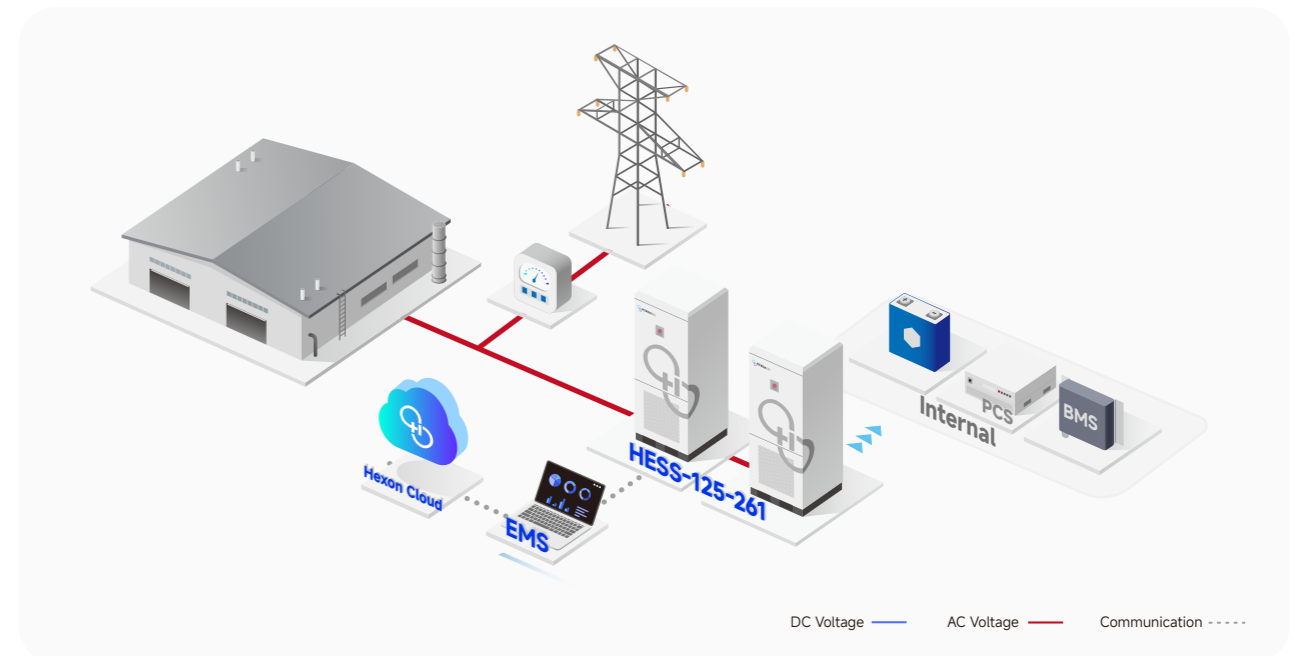 Internal
PCS
BMS
HESS-125-261
Hexon Cloud
EMS
DC Voltage
AC Voltage
Communication